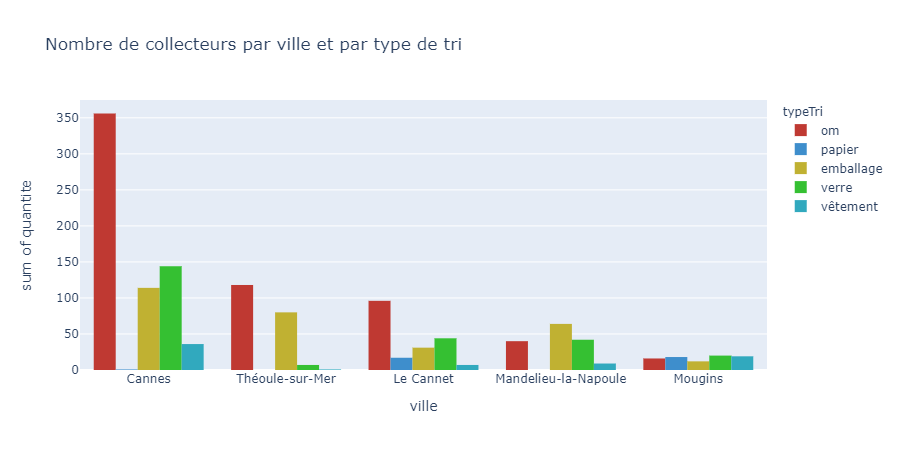 Nombre de collecteurs par ville et par type de tri
typeTri
om
papier
emballage
verre
vêtement
sum of quantite
350
300
250
200
150
100
50
0
Cannes
Théoule-sur-Mer
Le Cannet
Mandelieu-la-Napoule
Mougins
ville